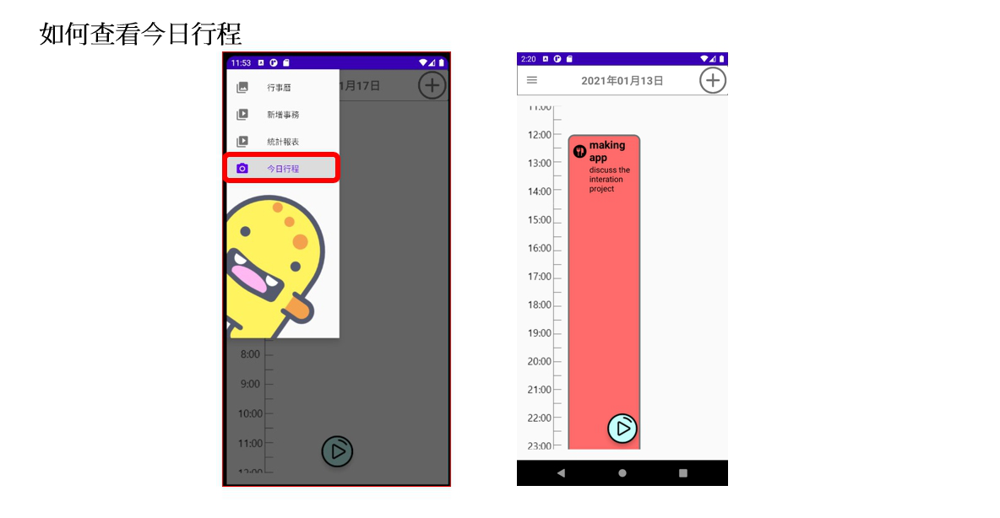 如何查看今日行程
11:53
行事曆
1月17日
新增事務
統計報表
今日行程
8:00
9:00
10:00
11:00
12:00
2:20
2021年01月13日
11:00
12:00
making
app
discuss the
interation
project
13:00
14:00
15:00
16:00
17:00
18:00
19:00
20:00
21:00
22:00
23:00